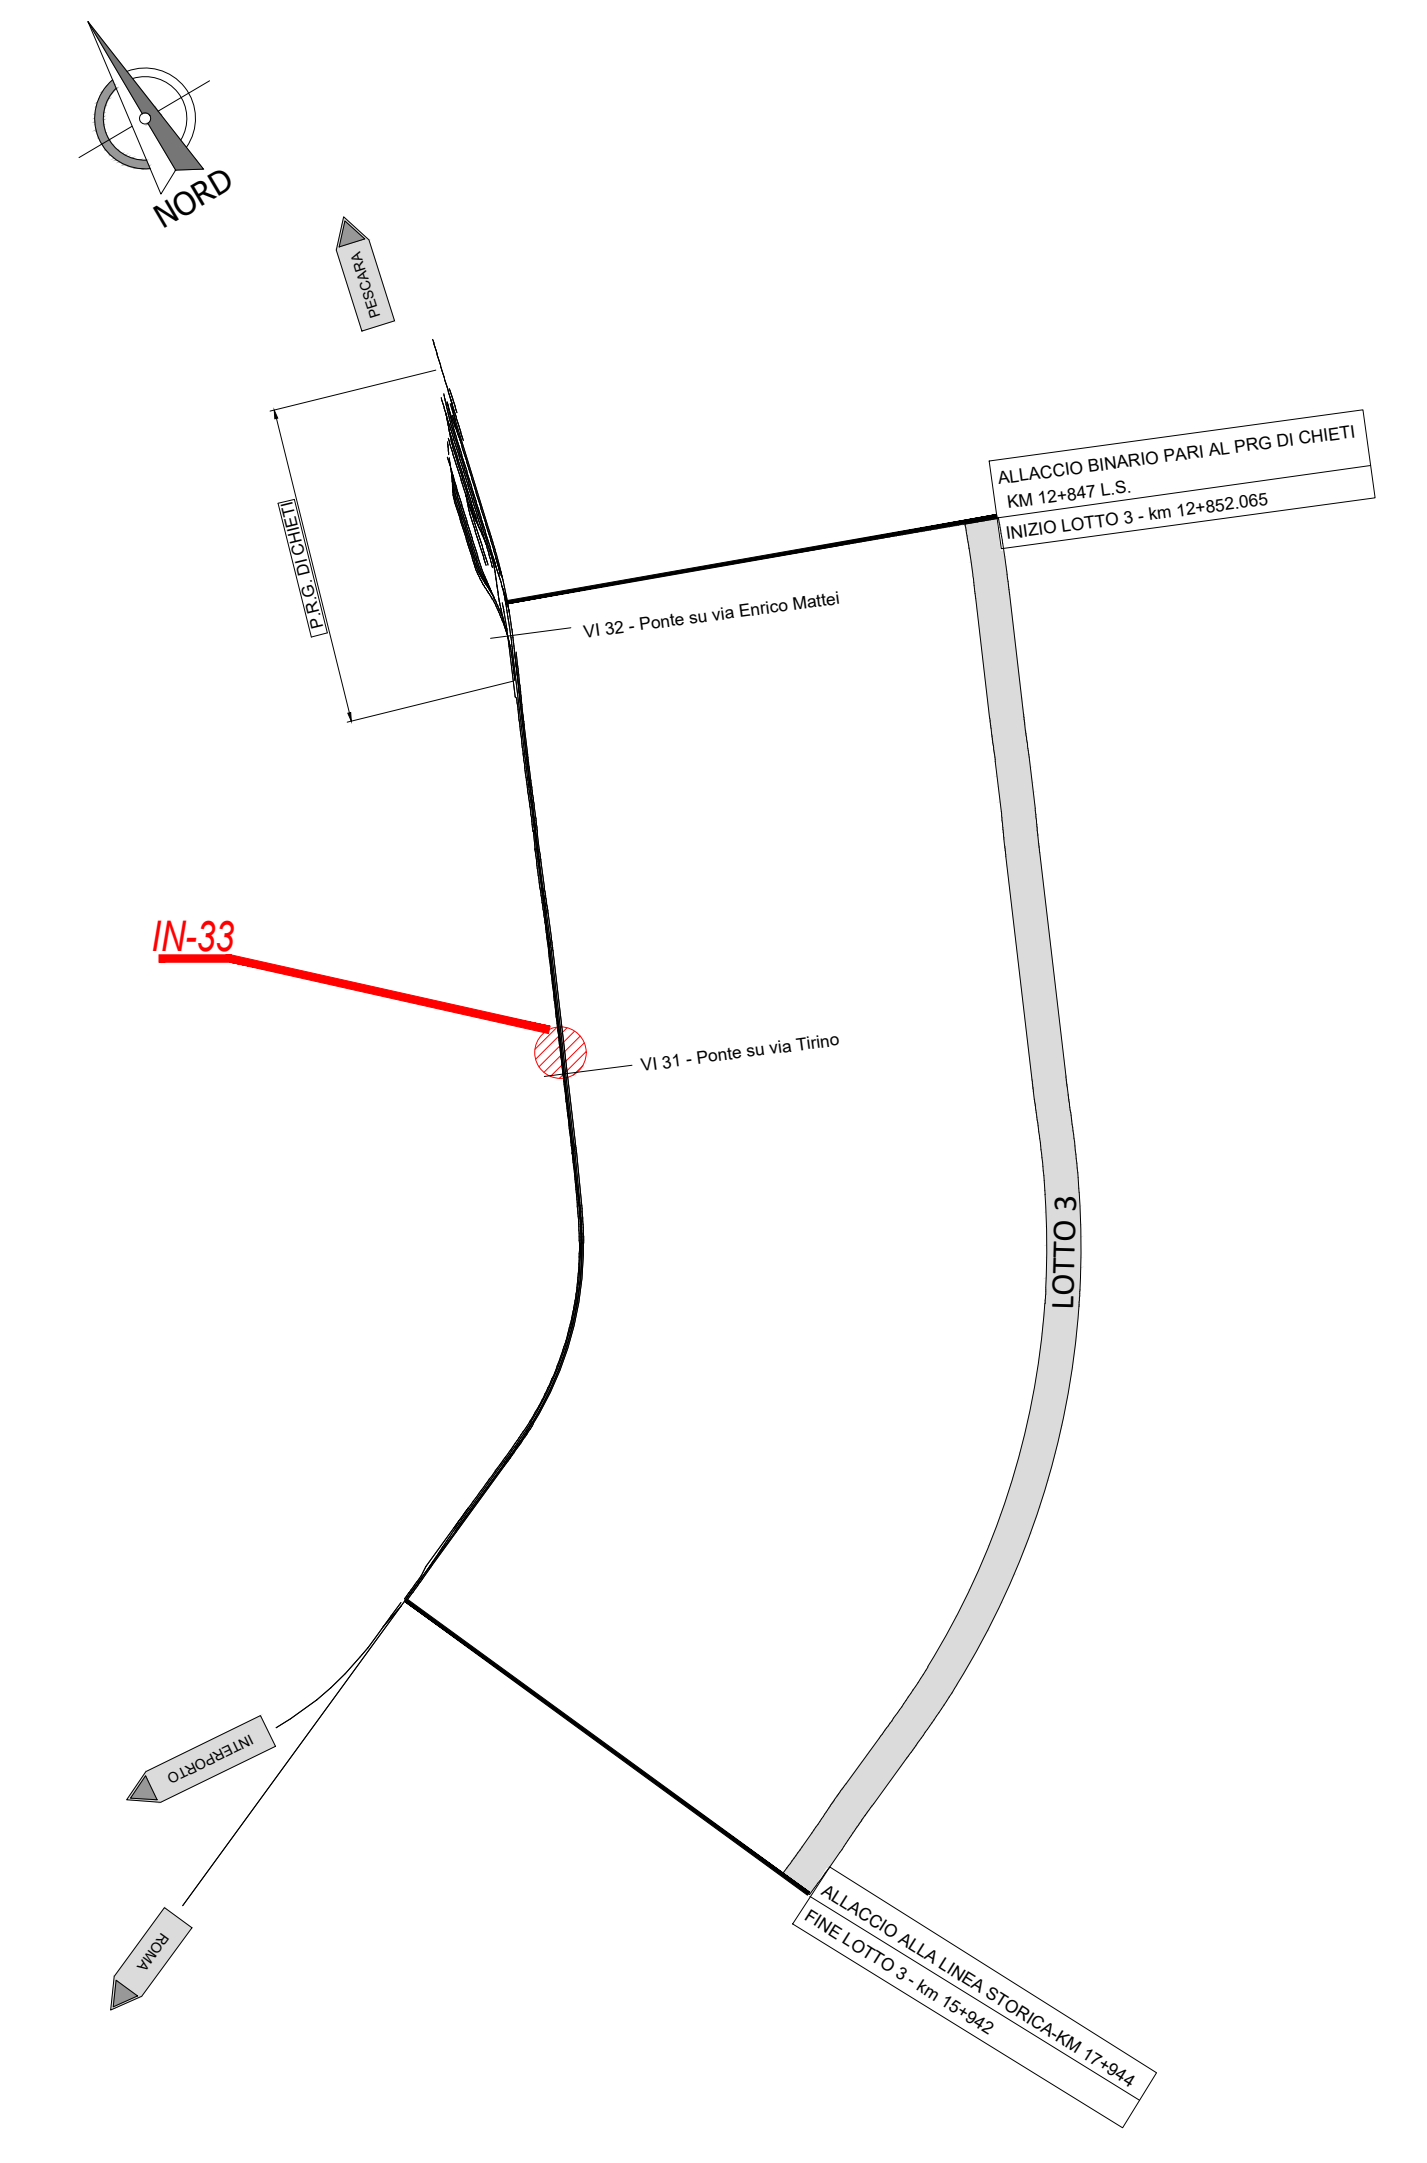 NORD
PESCARA
ALLACCIO BINARIO PARI AL PRG DI CHIETI
KM 12+847 L.S.
INIZIO LOTTO 3 - km 12+852.065
P.R.G. DI CHIETI
VI 32 - Ponte su via Enrico Mattei
IN-33
VI 31 - Ponte su via Tirino
LOTTO 3
INTERPORTO
ROMA
ALLACCIO ALLA LINEA STORICA-KM 17+944
FINE LOTTO 3 - km 15+942